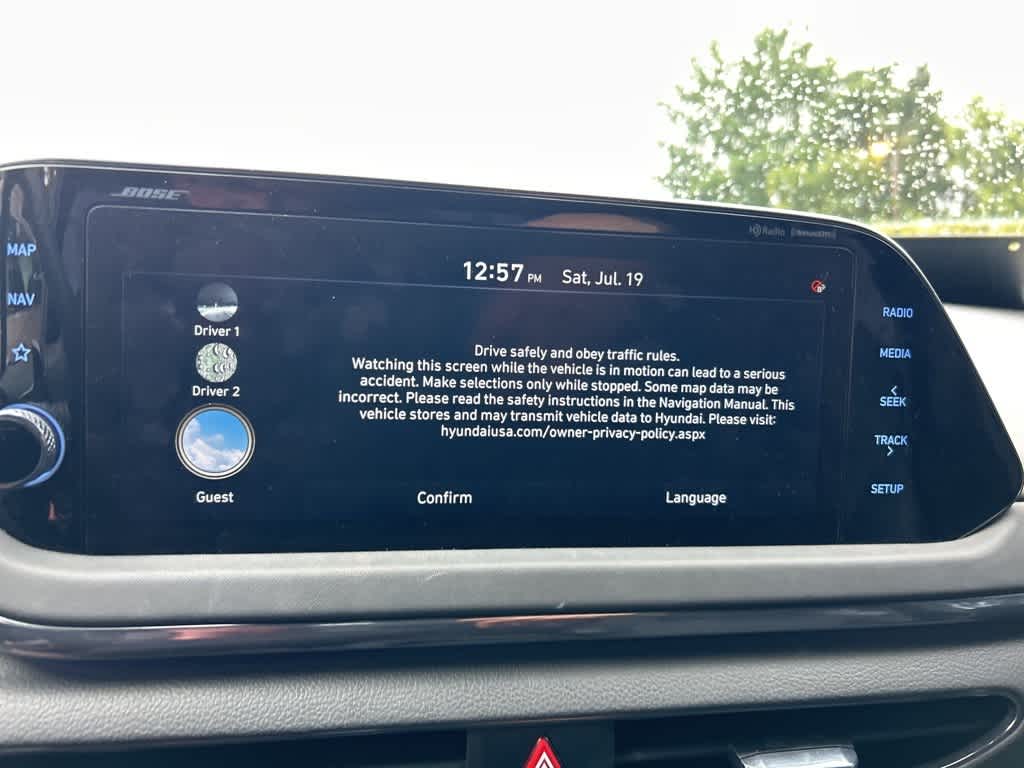 BOSE
HD Radio (SiriusXM)
MAP
NAV
12:57 PM Sat, Jul. 19
Driver 1
Driver 2
Guest
Drive safely and obey traffic rules.
Watching this screen while the vehicle is in motion can lead to a serious
accident. Make selections only while stopped. Some map data may be
incorrect. Please read the safety instructions in the Navigation Manual. This
vehicle stores and may transmit vehicle data to Hyundai. Please visit:
hyundaiusa.com/owner-privacy-policy.aspx
Confirm
Language
RADIO
MEDIA
<
SEEK
TRACK
>
SETUP